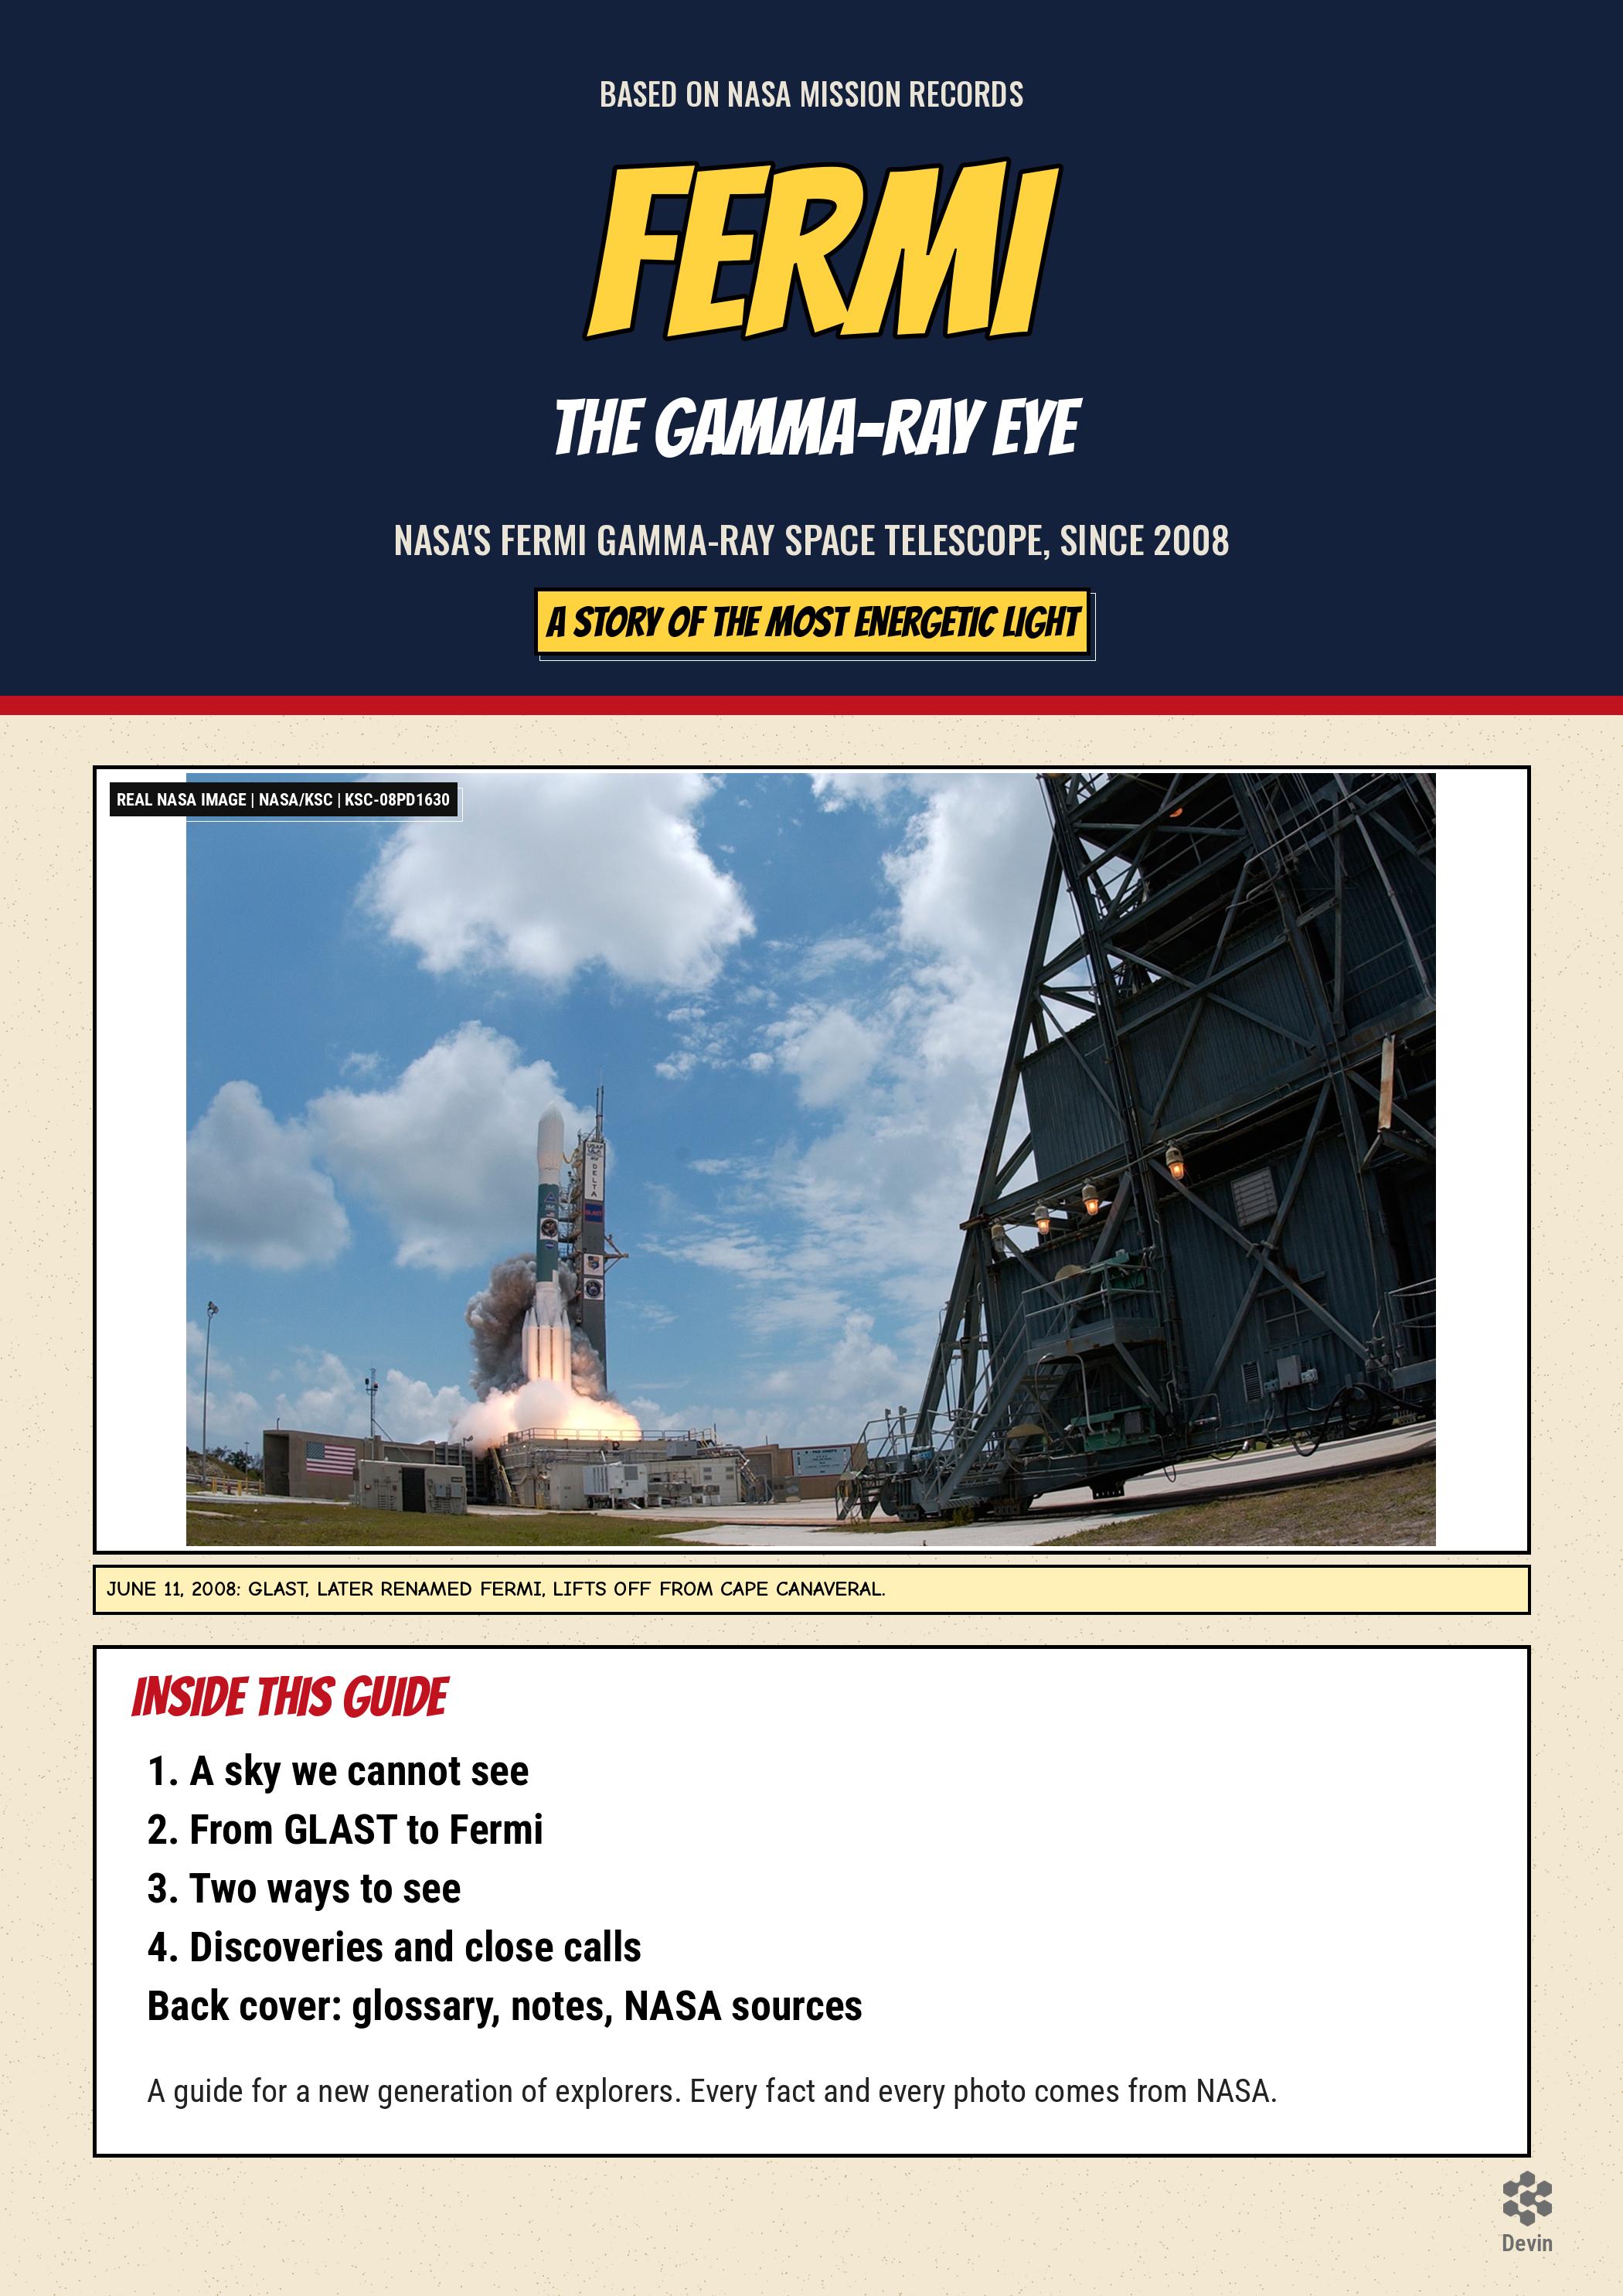 BASED ON NASA MISSION RECORDS
FERMI
THE GAMMA-RAY EYE
NASA'S FERMI GAMMA-RAY SPACE TELESCOPE, SINCE 2008
A STORY OF THE MOST ENERGETIC LIGHT
REAL NASA IMAGE | NASA/KSC | KSC-08PD1630
DELTA
GLAST
JUNE 11, 2008: GLAST, LATER RENAMED FERMI, LIFTS OFF FROM CAPE CANAVERAL.
INSIDE THIS GUIDE
1. A sky we cannot see
2. From GLAST to Fermi
3. Two ways to see
4. Discoveries and close calls
Back cover: glossary, notes, NASA sources
A guide for a new generation of explorers. Every fact and every photo comes from NASA.
Devin